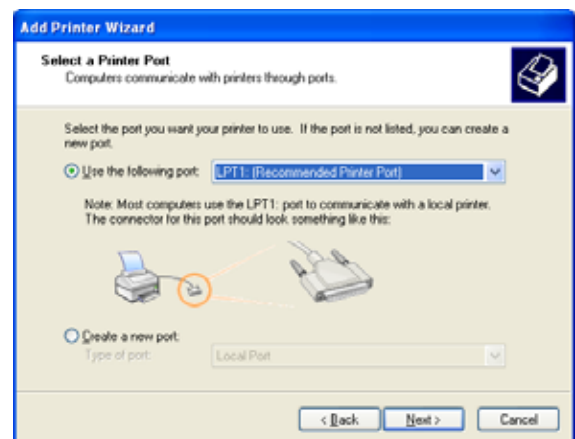 Add Printer Wizard
Select a Printer Port
Computers communicate with printers through ports.
Select the port you want your printer to use. If the port is not listed, you can create a
new port.
Use the following port: LPT1: (Recommended Printer Port)
Note: Most computers use the LPT1: port to communicate with a local printer.
The connector for this port should look something like this:
Create a new port:
Type of port: Local Port
< Back Next > Cancel